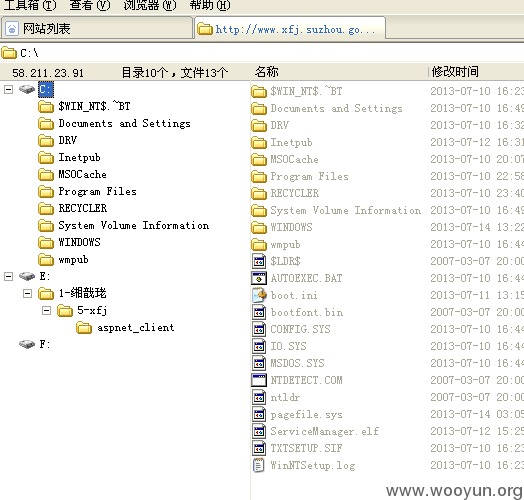 工具箱(T) 查看(V) 浏览器(W) 帮助(H)
网站列表 http://www.xfj.suzhou.go...
C:\
58.211.23.91 目录10个,文件13个 名称 修改时间
C: $WIN_NT$.~BT 2013-07-10 16:23
$WIN_NT$.~BT Documents and Settings 2013-07-10 16:49
Documents and Settings DRV 2013-07-10 16:32
DRV Inetpub 2013-07-12 16:31
Inetpub MSOCache 2013-07-10 20:07
MSOCache Program Files 2013-07-10 22:58
Program Files RECYCLER 2013-07-10 23:40
RECYCLER System Volume Information 2013-07-10 16:49
System Volume Information WINDOWS 2013-07-14 13:22
WINDOWS wmpub 2013-07-10 16:44
wmpub $LDR$ 2007-03-07 20:00
E: AUTOEXEC.BAT 2013-07-10 16:44
1-缃戠珯 boot.ini 2013-07-11 13:15
5-xfj bootfont.bin 2007-03-07 20:00
aspnet_client CONFIG.SYS 2013-07-10 16:44
F: IO.SYS 2013-07-10 16:44
MSDOS.SYS 2013-07-10 16:44
NTDETECT.COM 2007-03-07 20:00
ntldr 2007-03-07 20:00
pagefile.sys 2013-07-14 03:05
ServiceManager.elf 2013-07-12 15:25
TXTSETUP.SIF 2013-07-10 16:23
WinNTSetup.log 2013-07-10 16:23
www.wooyun.org